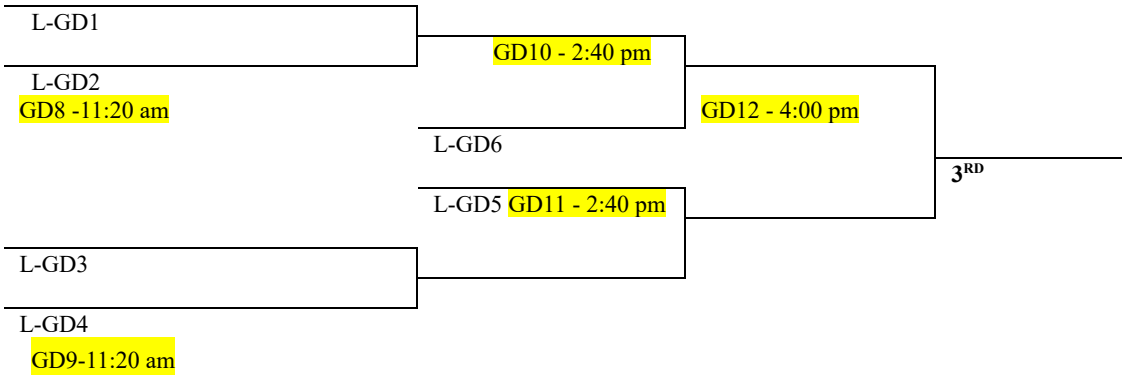 L-GD1
GD10 - 2:40 pm
L-GD2
GD8 -11:20 am
GD12 - 4:00 pm
L-GD6
3RD
L-GD5 GD11 - 2:40 pm
L-GD3
L-GD4
GD9-11:20 am